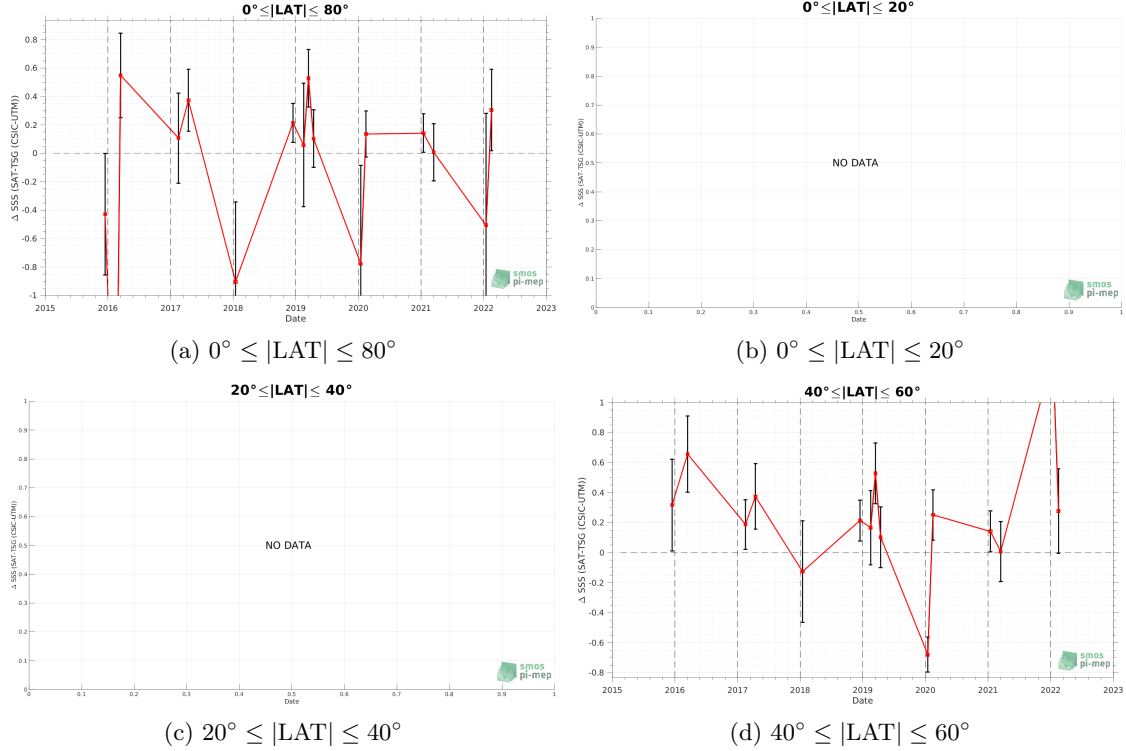 0°≤|LAT|≤ 80°
Δ SSS (SAT-TSG (CSIC-UTM))
0.8
0.6
0.4
0.2
0
-0.2
-0.4
-0.6
-0.8
-1
2015 2016 2017 2018 2019 2020 2021 2022 2023
Date
smos
pi-mep
(a) 0° ≤ |LAT| ≤ 80°
0°≤|LAT|≤ 20°
Δ SSS (SAT-TSG (CSIC-UTM))
1
0.9
0.8
0.7
0.6
0.5
0.4
0.3
0.2
0.1
0
NO DATA
0 0.1 0.2 0.3 0.4 0.5 0.6 0.7 0.8 0.9 1
Date
smos
pi-mep
(b) 0° ≤ |LAT| ≤ 20°
20°≤|LAT|≤ 40°
Δ SSS (SAT-TSG (CSIC-UTM))
1
0.9
0.8
0.7
0.6
0.5
0.4
0.3
0.2
0.1
0
NO DATA
0 0.1 0.2 0.3 0.4 0.5 0.6 0.7 0.8 0.9 1
Date
smos
pi-mep
(c) 20° ≤ |LAT| ≤ 40°
40°≤|LAT|≤ 60°
Δ SSS (SAT-TSG (CSIC-UTM))
1
0.8
0.6
0.4
0.2
0
-0.2
-0.4
-0.6
-0.8
2015 2016 2017 2018 2019 2020 2021 2022 2023
Date
smos
pi-mep
(d) 40° ≤ |LAT| ≤ 60°